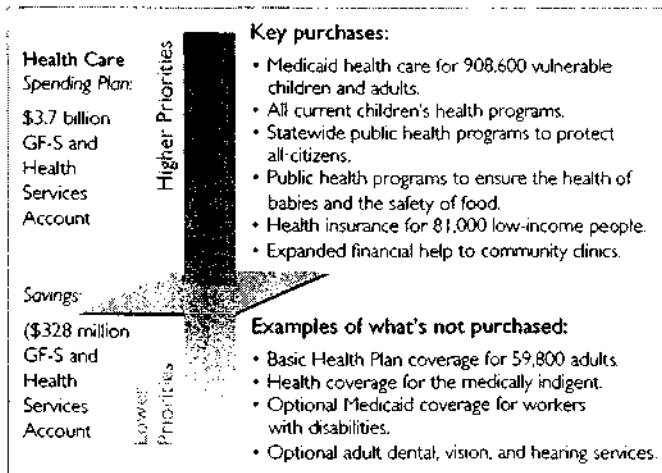 Health Care
Spending Plan:
$3.7 billion
GF-S and
Health
Services
Account
Higher Priorities
Key purchases:
• Medicaid health care for 908,600 vulnerable
children and adults.
• All current children's health programs.
• Statewide public health programs to protect
all citizens.
• Public health programs to ensure the health of
babies and the safety of food.
• Health insurance for 81,000 low-income people.
• Expanded financial help to community clinics.
Savings:
($328 million
GF-S and
Health
Services
Account
Lower
Priorities
Examples of what's not purchased:
• Basic Health Plan coverage for 59,800 adults.
• Health coverage for the medically indigent.
• Optional Medicaid coverage for workers
with disabilities.
• Optional adult dental, vision, and hearing services.